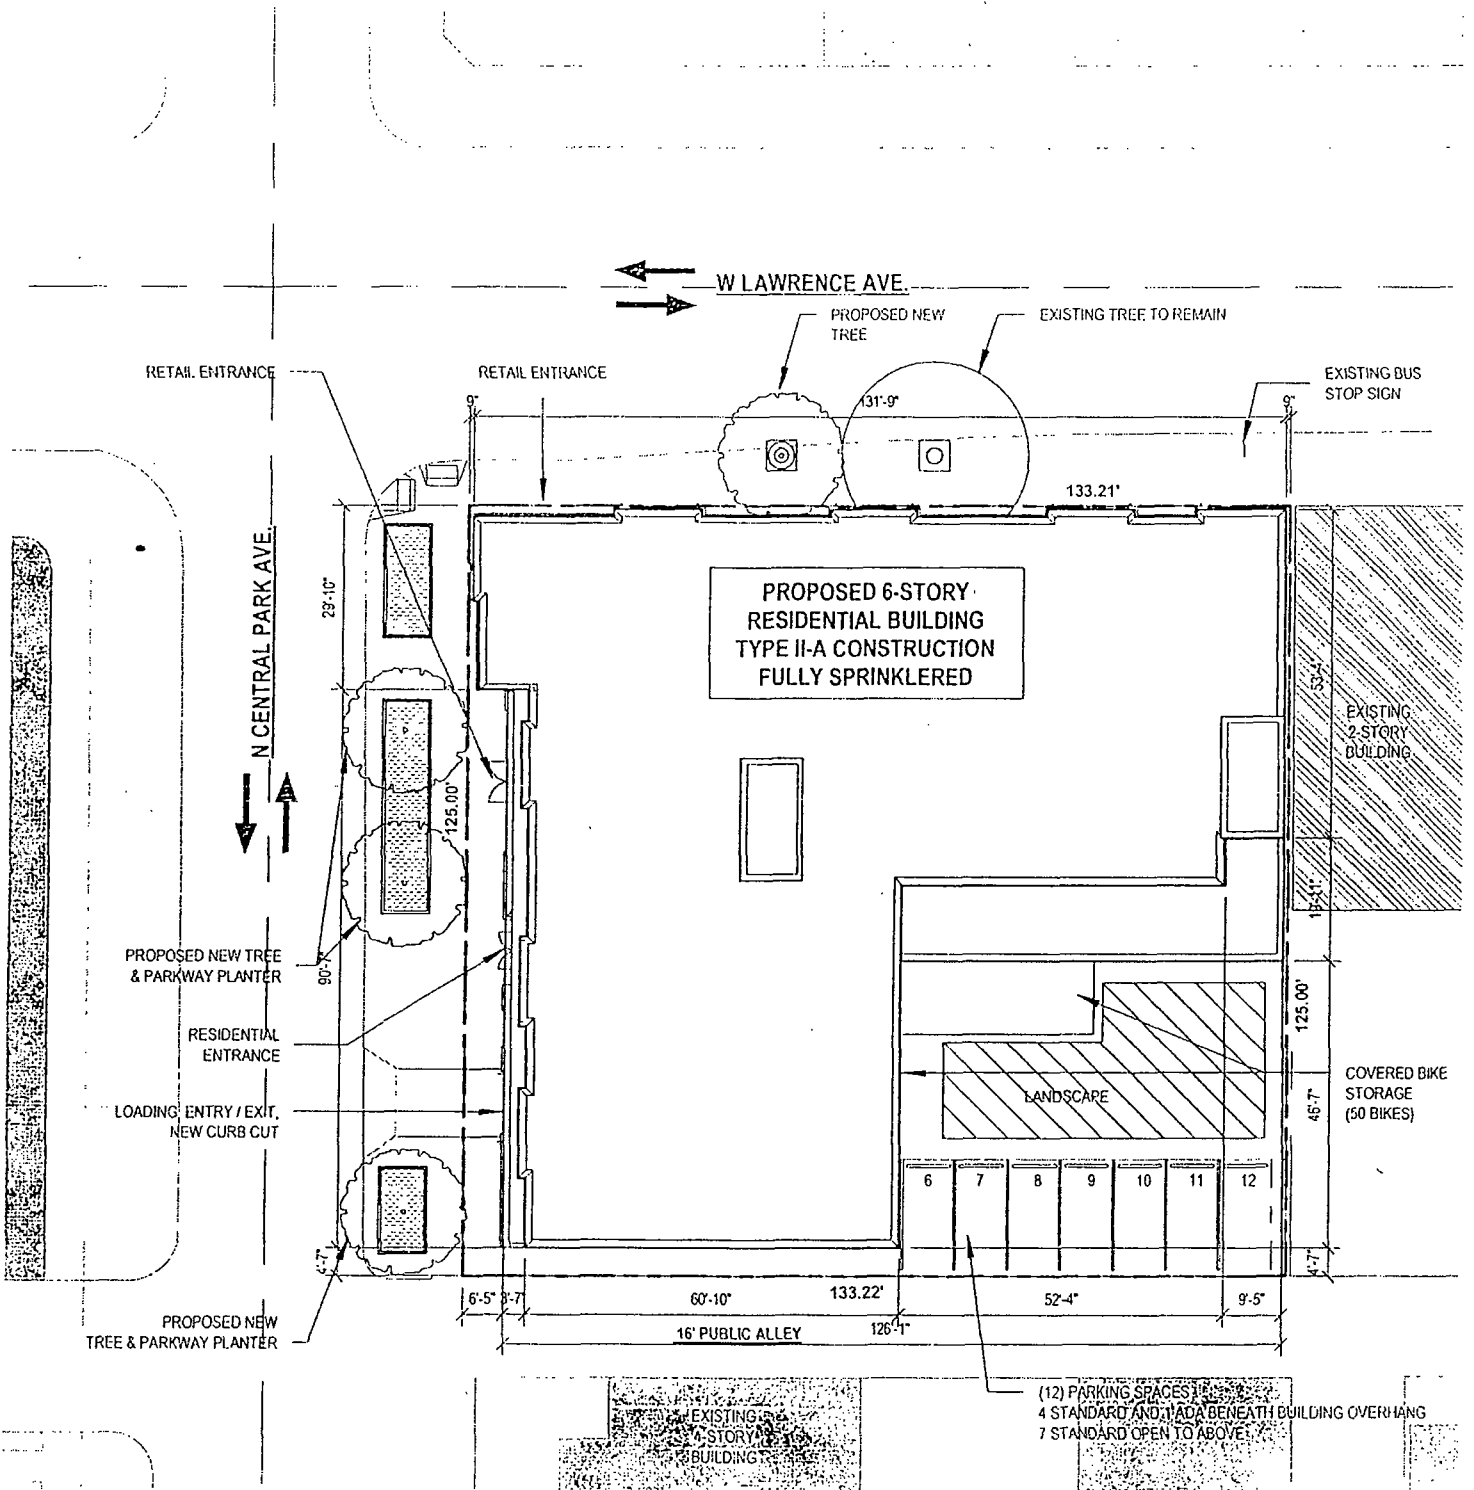 W LAWRENCE AVE.
PROPOSED NEW
TREE
EXISTING TREE TO REMAIN
RETAIL ENTRANCE
RETAIL ENTRANCE
EXISTING BUS
STOP SIGN
9"
131'-9"
9"
133.21'
N CENTRAL PARK AVE.
29'-10"
PROPOSED 6-STORY
RESIDENTIAL BUILDING
TYPE II-A CONSTRUCTION
FULLY SPRINKLERED
53'-4"
EXISTING
2-STORY
BUILDING
125.00'
19'-11"
PROPOSED NEW TREE
& PARKWAY PLANTER
90'-7"
125.00'
RESIDENTIAL
ENTRANCE
LOADING ENTRY / EXIT,
NEW CURB CUT
LANDSCAPE
COVERED BIKE
STORAGE
(50 BIKES)
46'-7"
6
7
8
9
10
11
12
4'-7"
4'-7"
6'-5"
3'-7"
60'-10"
133.22'
52'-4"
9'-5"
PROPOSED NEW
TREE & PARKWAY PLANTER
16' PUBLIC ALLEY
126'-1"
(12) PARKING SPACES
4 STANDARD AND 1 ADA BENEATH BUILDING OVERHANG
7 STANDARD OPEN TO ABOVE
EXISTING
STORY
BUILDING